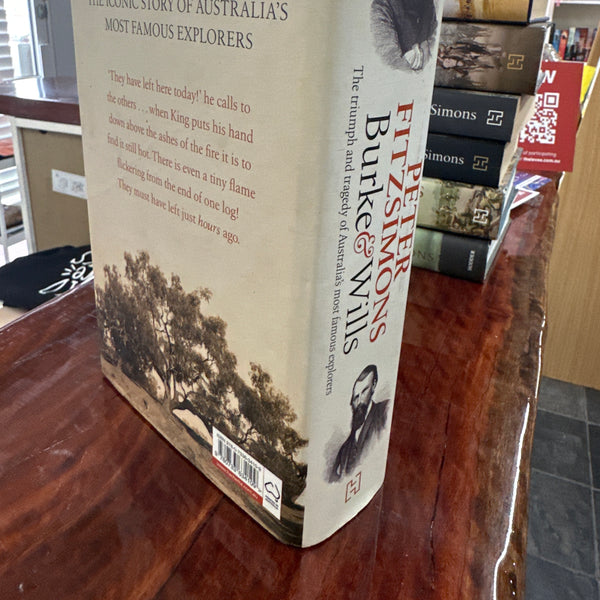 THE ICONIC STORY OF AUSTRALIA'S
MOST FAMOUS EXPLORERS
'They have left here today!' he calls to
the others . . . when King puts his hand
down above the ashes of the fire it is to
find it still hot. There is even a tiny flame
flickering from the end of one log!
They must have left just hours ago.
PETER
FITZSIMONS
Burke & Wills
The triumph and tragedy of Australia's most famous explorers
H
Simons
H
Simons
H
H